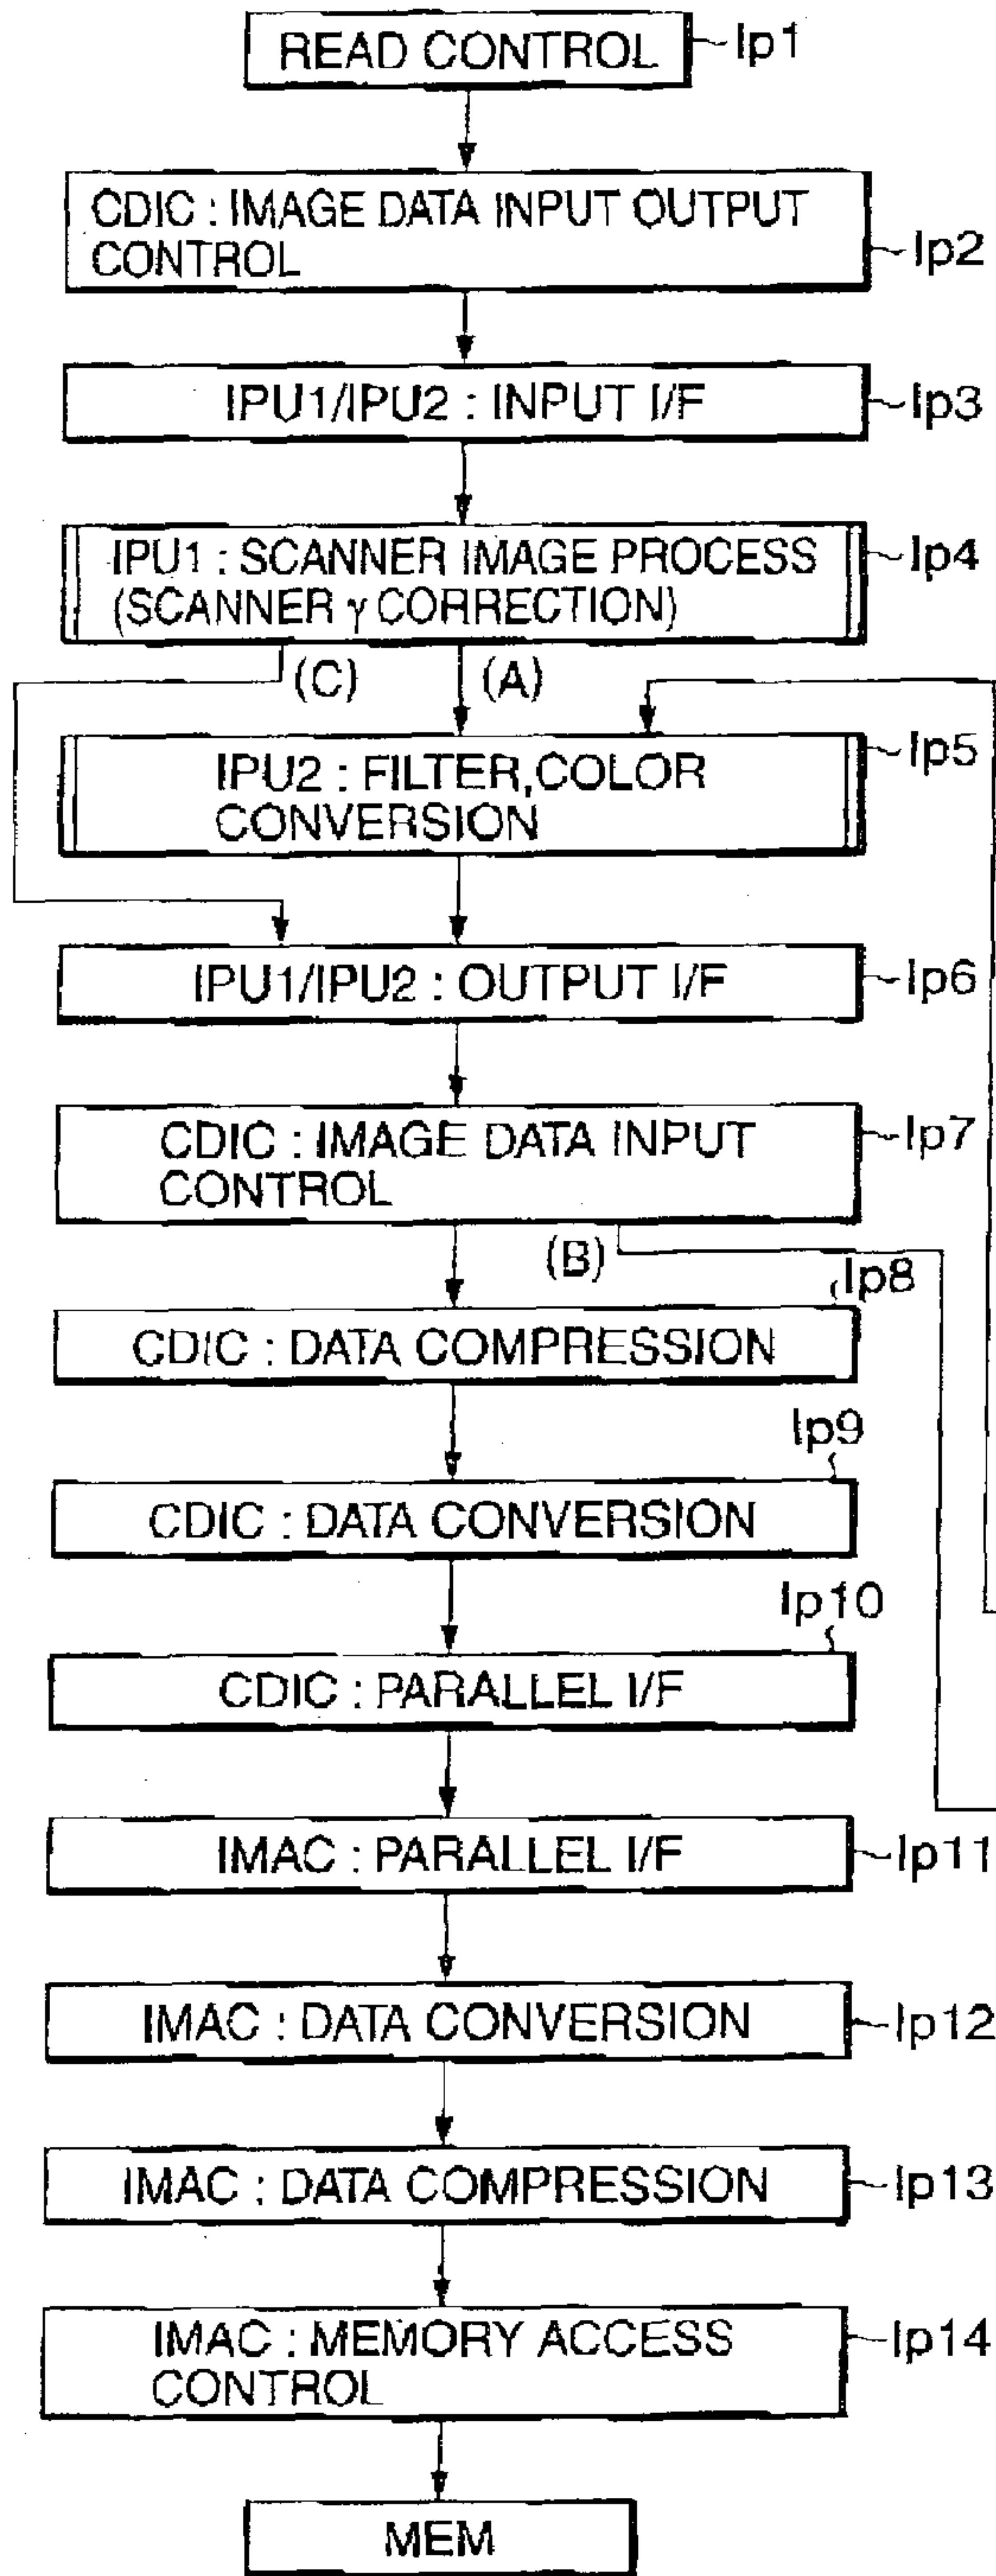 READ CONTROL
Ip1
CDIC : IMAGE DATA INPUT OUTPUT
CONTROL
Ip2
IPU1/IPU2 : INPUT I/F
Ip3
IPU1 : SCANNER IMAGE PROCESS
(SCANNER γ CORRECTION)
Ip4
(C)
(A)
IPU2 : FILTER,COLOR
CONVERSION
Ip5
IPU1/IPU2 : OUTPUT I/F
Ip6
CDIC : IMAGE DATA INPUT
CONTROL
Ip7
(B)
Ip8
CDIC : DATA COMPRESSION
Ip9
CDIC : DATA CONVERSION
Ip10
CDIC : PARALLEL I/F
IMAC : PARALLEL I/F
Ip11
IMAC : DATA CONVERSION
Ip12
IMAC : DATA COMPRESSION
Ip13
IMAC : MEMORY ACCESS
CONTROL
Ip14
MEM